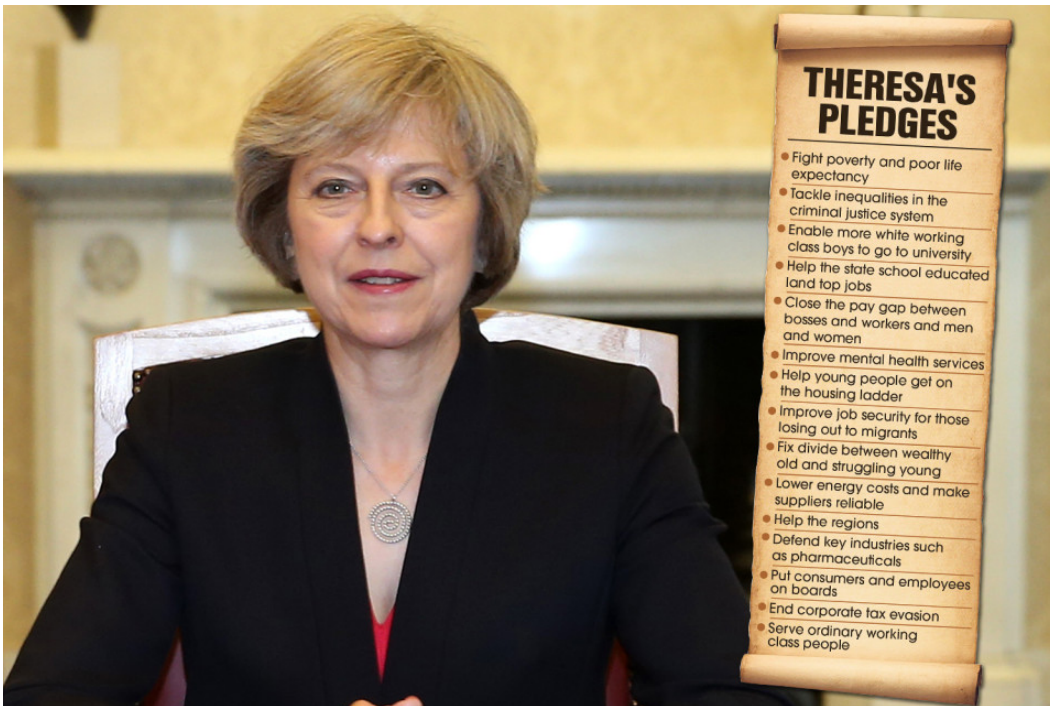 THERESA'S
PLEDGES
• Fight poverty and poor life
expectancy
• Tackle inequalities in the
criminal justice system
• Enable more white working
class boys to go to university
• Help the state school educated
land top jobs
• Close the pay gap between
bosses and workers and men
and women
• Improve mental health services
• Help young people get on
the housing ladder
• Improve job security for those
losing out to migrants
• Fix divide between wealthy
old and struggling young
• Lower energy costs and make
suppliers reliable
• Help the regions
• Defend key industries such
as pharmaceuticals
• Put consumers and employees
on boards
• End corporate tax evasion
• Serve ordinary working
class people